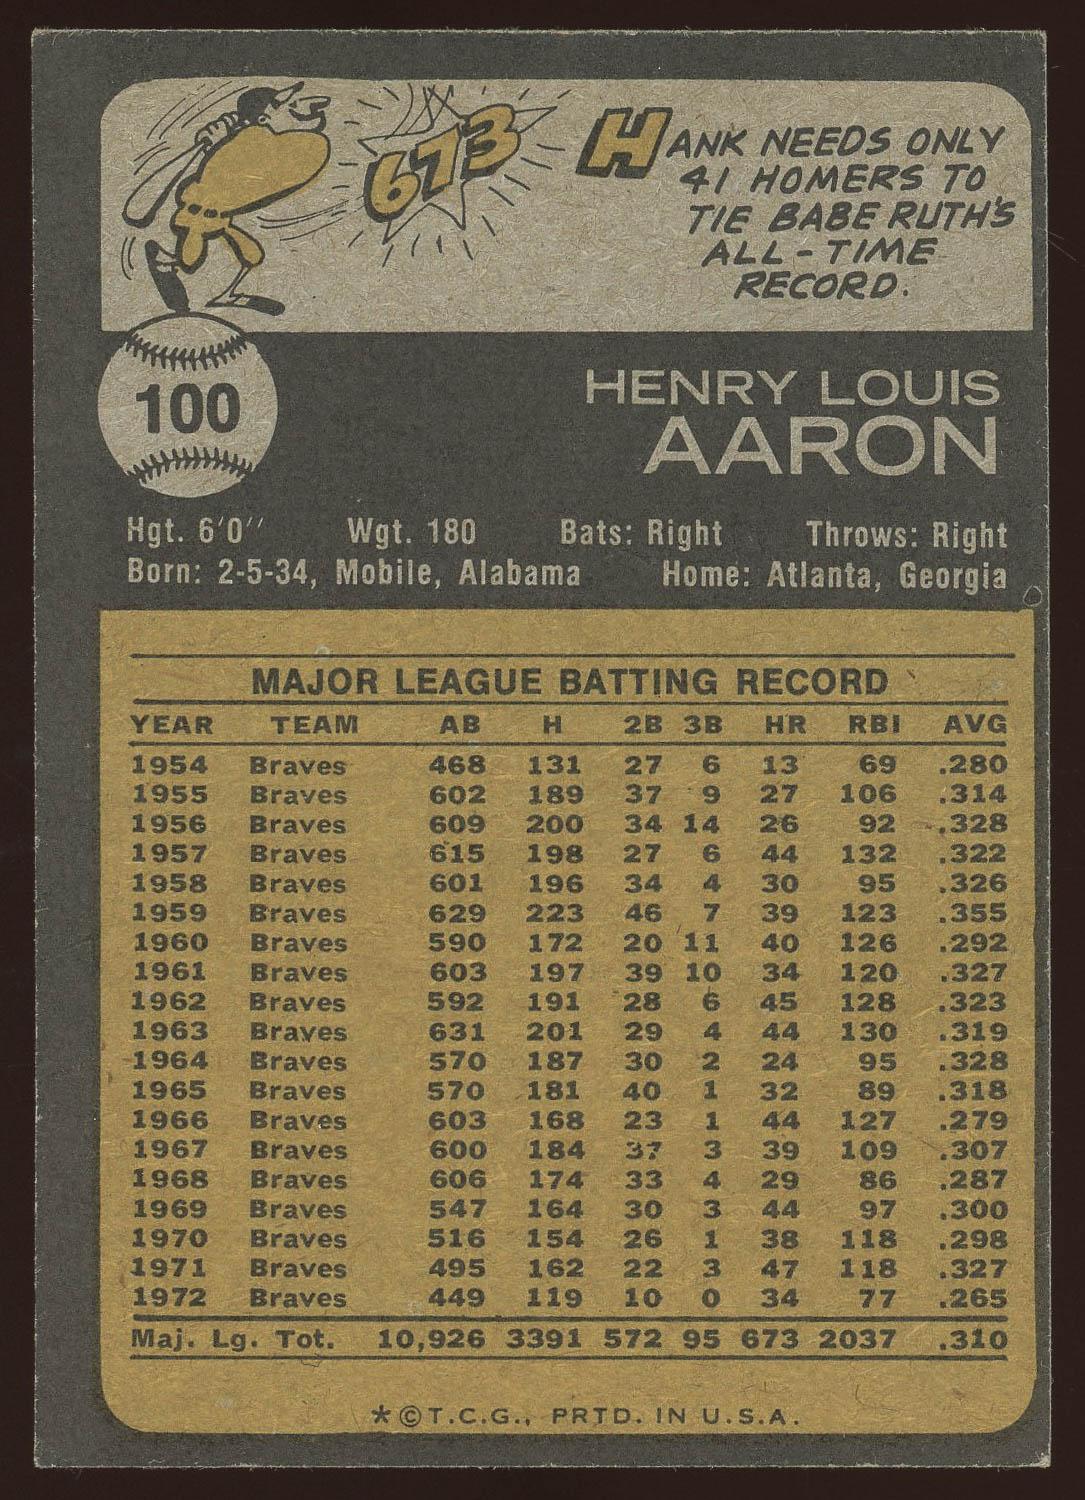 673
HANK NEEDS ONLY
41 HOMERS TO
TIE BABE RUTH'S
ALL-TIME
RECORD.
100
HENRY LOUIS
AARON
Hgt. 6'0" Wgt. 180 Bats: Right Throws: Right
Born: 2-5-34, Mobile, Alabama Home: Atlanta, Georgia
MAJOR LEAGUE BATTING RECORD
YEAR TEAM AB H 2B 3B HR RBI AVG
1954 Braves 468 131 27 6 13 69 .280
1955 Braves 602 189 37 9 27 106 .314
1956 Braves 609 200 34 14 26 92 .328
1957 Braves 615 198 27 6 44 132 .322
1958 Braves 601 196 34 4 30 95 .326
1959 Braves 629 223 46 7 39 123 .355
1960 Braves 590 172 20 11 40 126 .292
1961 Braves 603 197 39 10 34 120 .327
1962 Braves 592 191 28 6 45 128 .323
1963 Braves 631 201 29 4 44 130 .319
1964 Braves 570 187 30 2 24 95 .328
1965 Braves 570 181 40 1 32 89 .318
1966 Braves 603 168 23 1 44 127 .279
1967 Braves 600 184 37 3 39 109 .307
1968 Braves 606 174 33 4 29 86 .287
1969 Braves 547 164 30 3 44 97 .300
1970 Braves 516 154 26 1 38 118 .298
1971 Braves 495 162 22 3 47 118 .327
1972 Braves 449 119 10 0 34 77 .265
Maj. Lg. Tot. 10,926 3391 572 95 673 2037 .310
*©T.C.G., PRTD. IN U.S.A.